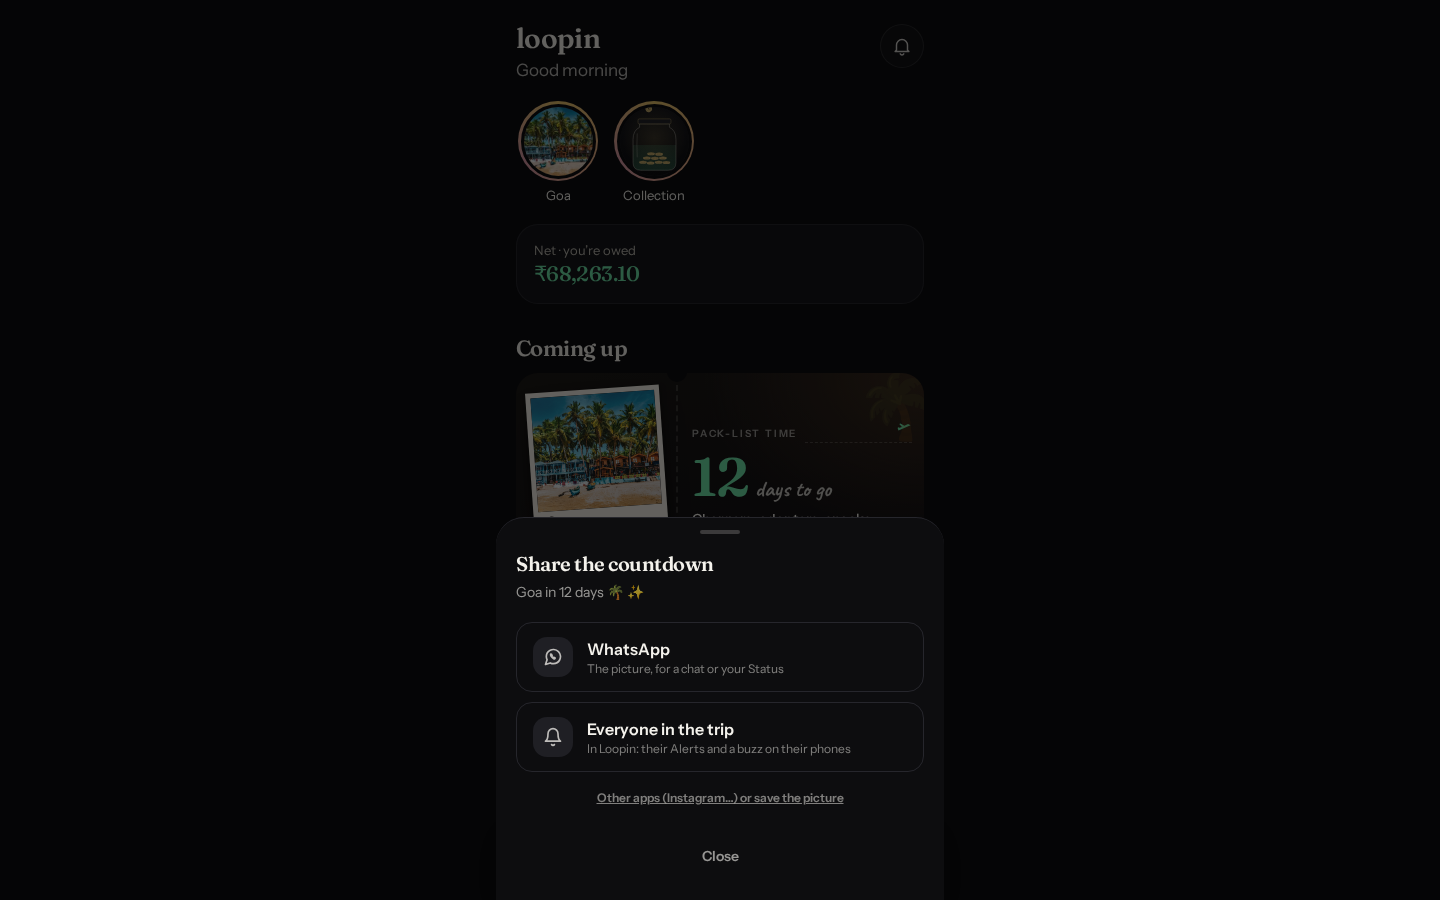 loopin
Good morning
Goa
Collection
Net · you're owed
₹68,263.10
Coming up
PACK-LIST TIME
12 days to go
Share the countdown
Goa in 12 days 🌴 ✨
WhatsApp
The picture, for a chat or your Status
Everyone in the trip
In Loopin: their Alerts and a buzz on their phones
Other apps (Instagram…) or save the picture
Close